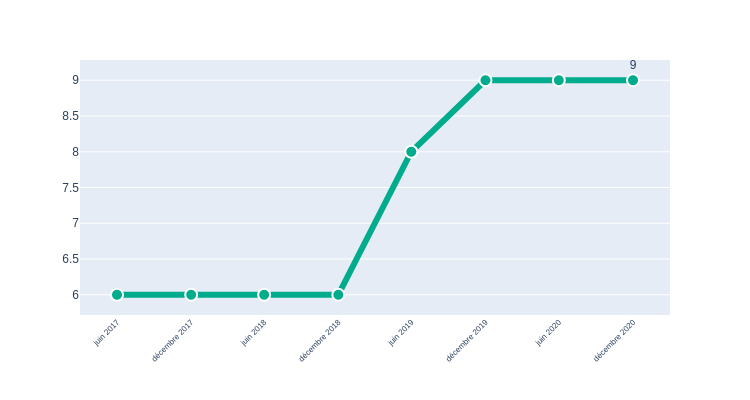 9
9
8.5
8
7.5
7
6.5
6
juin 2017
décembre 2017
juin 2018
décembre 2018
juin 2019
décembre 2019
juin 2020
décembre 2020